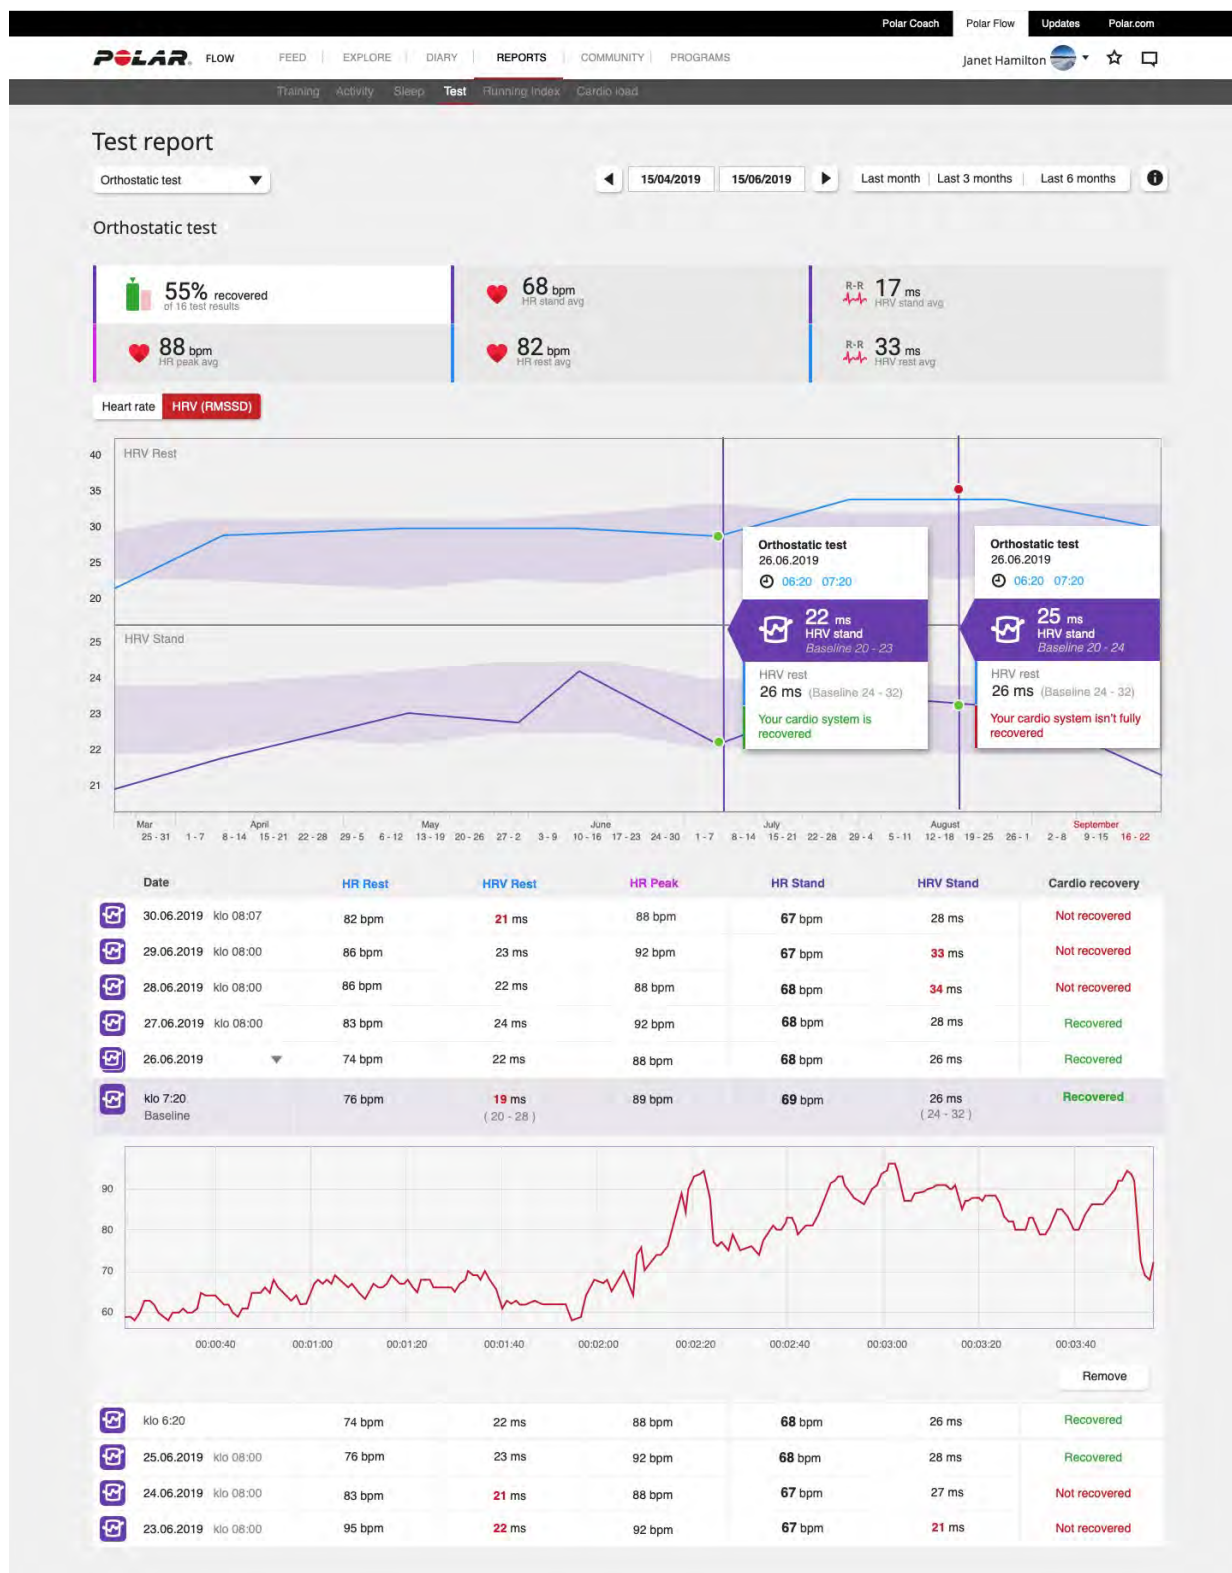 Polar Coach Polar Flow Updates Polar.com
POLAR. FLOW FEED EXPLORE DIARY REPORTS COMMUNITY PROGRAMS Janet Hamilton
Training Activity Sleep Test Running Index Cardio load
Test report
Orthostatic test 15/04/2019 15/06/2019 Last month Last 3 months Last 6 months
Orthostatic test
55% recovered
of 16 test results
68 bpm
HR stand avg
R-R 17 ms
HRV stand avg
88 bpm
HR peak avg
82 bpm
HR rest avg
R-R 33 ms
HRV rest avg
Heart rate HRV (RMSSD)
HRV Rest
40
35
30
25
20
HRV Stand
25
24
23
22
21
Orthostatic test
26.06.2019
06:20 07:20
22 ms
HRV stand
Baseline 20 - 23
HRV rest
26 ms (Baseline 24 - 32)
Your cardio system is
recovered
Orthostatic test
26.06.2019
06:20 07:20
25 ms
HRV stand
Baseline 20 - 24
HRV rest
26 ms (Baseline 24 - 32)
Your cardio system isn't fully
recovered
Mar April May June July August September
25 - 31 1 - 7 8 - 14 15 - 21 22 - 28 29 - 5 6 - 12 13 - 19 20 - 26 27 - 2 3 - 9 10 - 16 17 - 23 24 - 30 1 - 7 8 - 14 15 - 21 22 - 28 29 - 4 5 - 11 12 - 18 19 - 25 26 - 1 2 - 8 9 - 15 16 - 22
Date HR Rest HRV Rest HR Peak HR Stand HRV Stand Cardio recovery
30.06.2019 klo 08:07 82 bpm 21 ms 88 bpm 67 bpm 28 ms Not recovered
29.06.2019 klo 08:00 86 bpm 23 ms 92 bpm 67 bpm 33 ms Not recovered
28.06.2019 klo 08:00 86 bpm 22 ms 88 bpm 68 bpm 34 ms Not recovered
27.06.2019 klo 08:00 83 bpm 24 ms 92 bpm 68 bpm 28 ms Recovered
26.06.2019 74 bpm 22 ms 88 bpm 68 bpm 26 ms Recovered
klo 7:20 76 bpm 19 ms 89 bpm 69 bpm 26 ms Recovered
Baseline ( 20 - 28 ) ( 24 - 32 )
90
80
70
60
00:00:40 00:01:00 00:01:20 00:01:40 00:02:00 00:02:20 00:02:40 00:03:00 00:03:20 00:03:40
Remove
klo 6:20 74 bpm 22 ms 88 bpm 68 bpm 26 ms Recovered
25.06.2019 klo 08:00 76 bpm 23 ms 92 bpm 68 bpm 28 ms Recovered
24.06.2019 klo 08:00 83 bpm 21 ms 88 bpm 67 bpm 27 ms Not recovered
23.06.2019 klo 08:00 95 bpm 22 ms 92 bpm 67 bpm 21 ms Not recovered